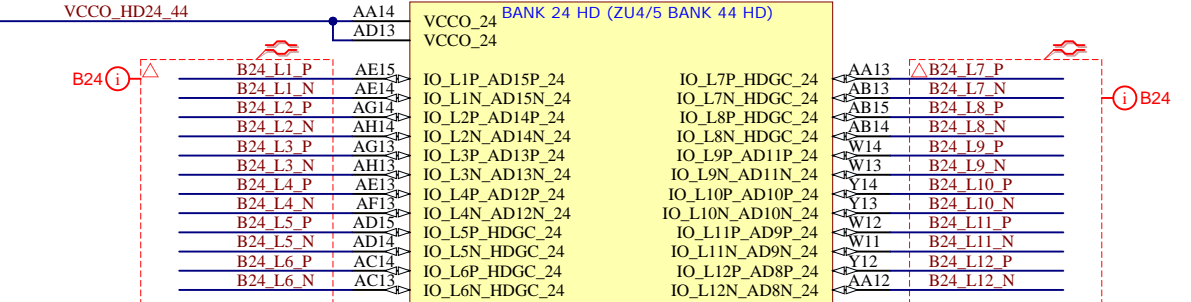 VCCO_HD24_44
AA14
AD13
VCCO_24
VCCO_24
BANK 24 HD (ZU4/5 BANK 44 HD)
B24 i
B24_L1_P AE15 IO_L1P_AD15P_24
B24_L1_N AE14 IO_L1N_AD15N_24
B24_L2_P AG14 IO_L2P_AD14P_24
B24_L2_N AH14 IO_L2N_AD14N_24
B24_L3_P AG13 IO_L3P_AD13P_24
B24_L3_N AH13 IO_L3N_AD13N_24
B24_L4_P AE13 IO_L4P_AD12P_24
B24_L4_N AF13 IO_L4N_AD12N_24
B24_L5_P AD15 IO_L5P_HDGC_24
B24_L5_N AD14 IO_L5N_HDGC_24
B24_L6_P AC14 IO_L6P_HDGC_24
B24_L6_N AC13 IO_L6N_HDGC_24
IO_L7P_HDGC_24 AA13 B24_L7_P
IO_L7N_HDGC_24 AB13 B24_L7_N
IO_L8P_HDGC_24 AB15 B24_L8_P
IO_L8N_HDGC_24 AB14 B24_L8_N
IO_L9P_AD11P_24 W14 B24_L9_P
IO_L9N_AD11N_24 W13 B24_L9_N
IO_L10P_AD10P_24 Y14 B24_L10_P
IO_L10N_AD10N_24 Y13 B24_L10_N
IO_L11P_AD9P_24 W12 B24_L11_P
IO_L11N_AD9N_24 W11 B24_L11_N
IO_L12P_AD8P_24 Y12 B24_L12_P
IO_L12N_AD8N_24 AA12 B24_L12_N
i B24